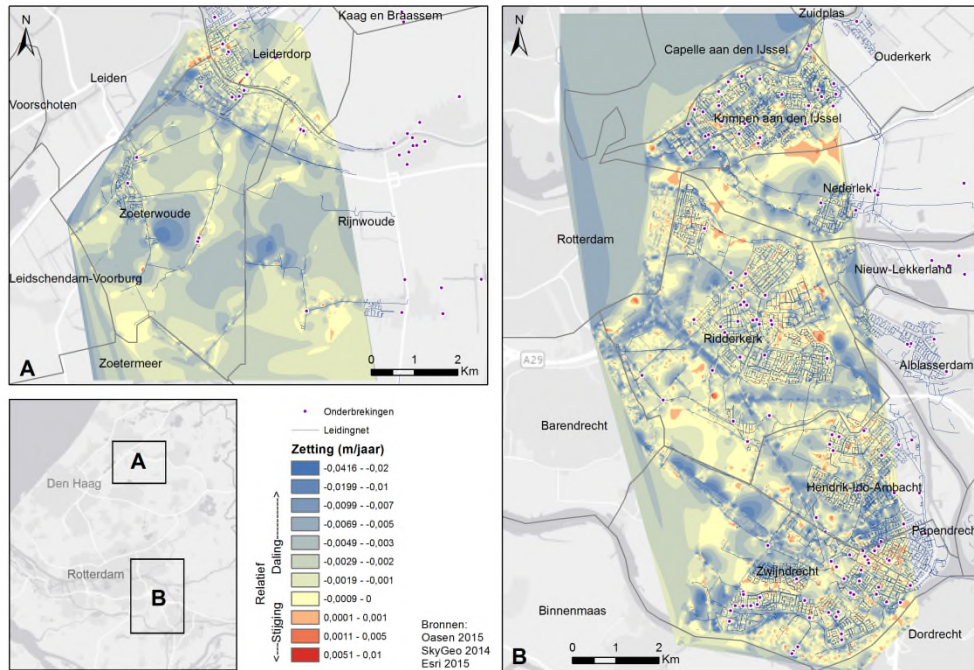 N
Kaag en Braassem
Leiderdorp
Leiden
Voorschoten
Zoeterwoude
Rijnwoude
Leidschendam-Voorburg
Zoetermeer
A
0 1 2
Km
N
Zuidplas
Capelle aan den IJssel
Ouderkerk
Krimpen aan den IJssel
Nederlek
Rotterdam
Nieuw-Lekkerland
Ridderkerk
A29
Alblasserdam
Barendrecht
Hendrik-Ido-Ambacht
Papendrecht
Zwijndrecht
Binnenmaas
Dordrecht
0 1 2
Km
B
A
Den Haag
Rotterdam
B
Onderbrekingen
Leidingnet
Zetting (m/jaar)
-0,0416 - -0,02
-0,0199 - -0,01
-0,0099 - -0,007
-0,0069 - -0,005
-0,0049 - -0,003
-0,0029 - -0,002
-0,0019 - -0,001
-0,0009 - 0
0,0001 - 0,001
0,0011 - 0,005
0,0051 - 0,01
Relatief
<----Stijging
Daling---------------->
Bronnen:
Oasen 2015
SkyGeo 2014
Esri 2015